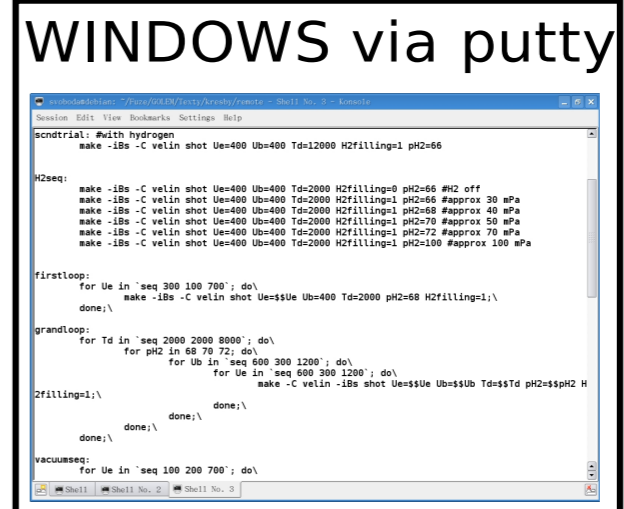 WINDOWS via putty
svoboda@debian: ~/Fuze/GOLEM/Texty/kresby/remote - Shell No. 3 - Konsole
Session Edit View Bookmarks Settings Help
scndtrial: #with hydrogen
make -iBs -C velin shot Ue=400 Ub=400 Td=12000 H2filling=1 pH2=66
H2seq:
make -iBs -C velin shot Ue=400 Ub=400 Td=2000 H2filling=0 pH2=66 #H2 off
make -iBs -C velin shot Ue=400 Ub=400 Td=2000 H2filling=1 pH2=66 #approx 30 mPa
make -iBs -C velin shot Ue=400 Ub=400 Td=2000 H2filling=1 pH2=68 #approx 40 mPa
make -iBs -C velin shot Ue=400 Ub=400 Td=2000 H2filling=1 pH2=70 #approx 50 mPa
make -iBs -C velin shot Ue=400 Ub=400 Td=2000 H2filling=1 pH2=72 #approx 70 mPa
make -iBs -C velin shot Ue=400 Ub=400 Td=2000 H2filling=1 pH2=100 #approx 100 mPa
firstloop:
for Ue in `seq 300 100 700`; do\
make -iBs -C velin shot Ue=$$Ue Ub=400 Td=2000 pH2=68 H2filling=1;\
done;\
grandloop:
for Td in `seq 2000 2000 8000`; do\
for pH2 in 68 70 72; do\
for Ub in `seq 600 300 1200`; do\
for Ue in `seq 600 300 1200`; do\
make -C velin -iBs shot Ue=$$Ue Ub=$$Ub Td=$$Td pH2=$$pH2 H
2filling=1;\
done;\
done;\
done;\
done;\
vacuumseq:
for Ue in `seq 100 200 700`; do\
Shell Shell No. 2 Shell No. 3